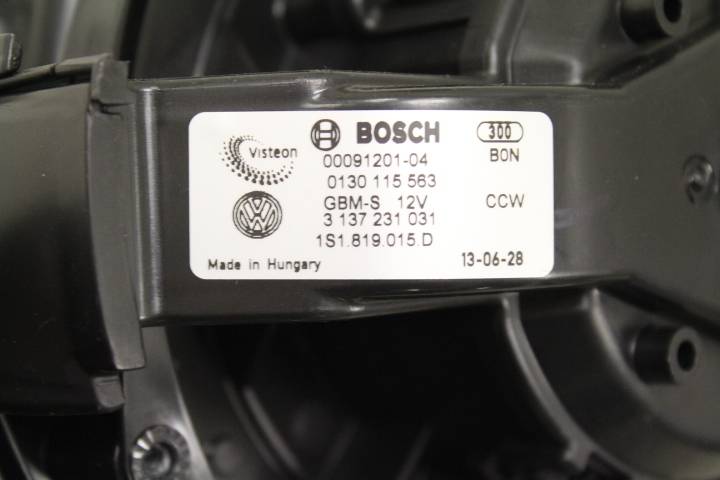 Visteon BOSCH 300
00091201-04 B0N
0130 115 563
GBM-S 12V CCW
3 137 231 031
1S1.819.015.D
Made in Hungary 13-06-28